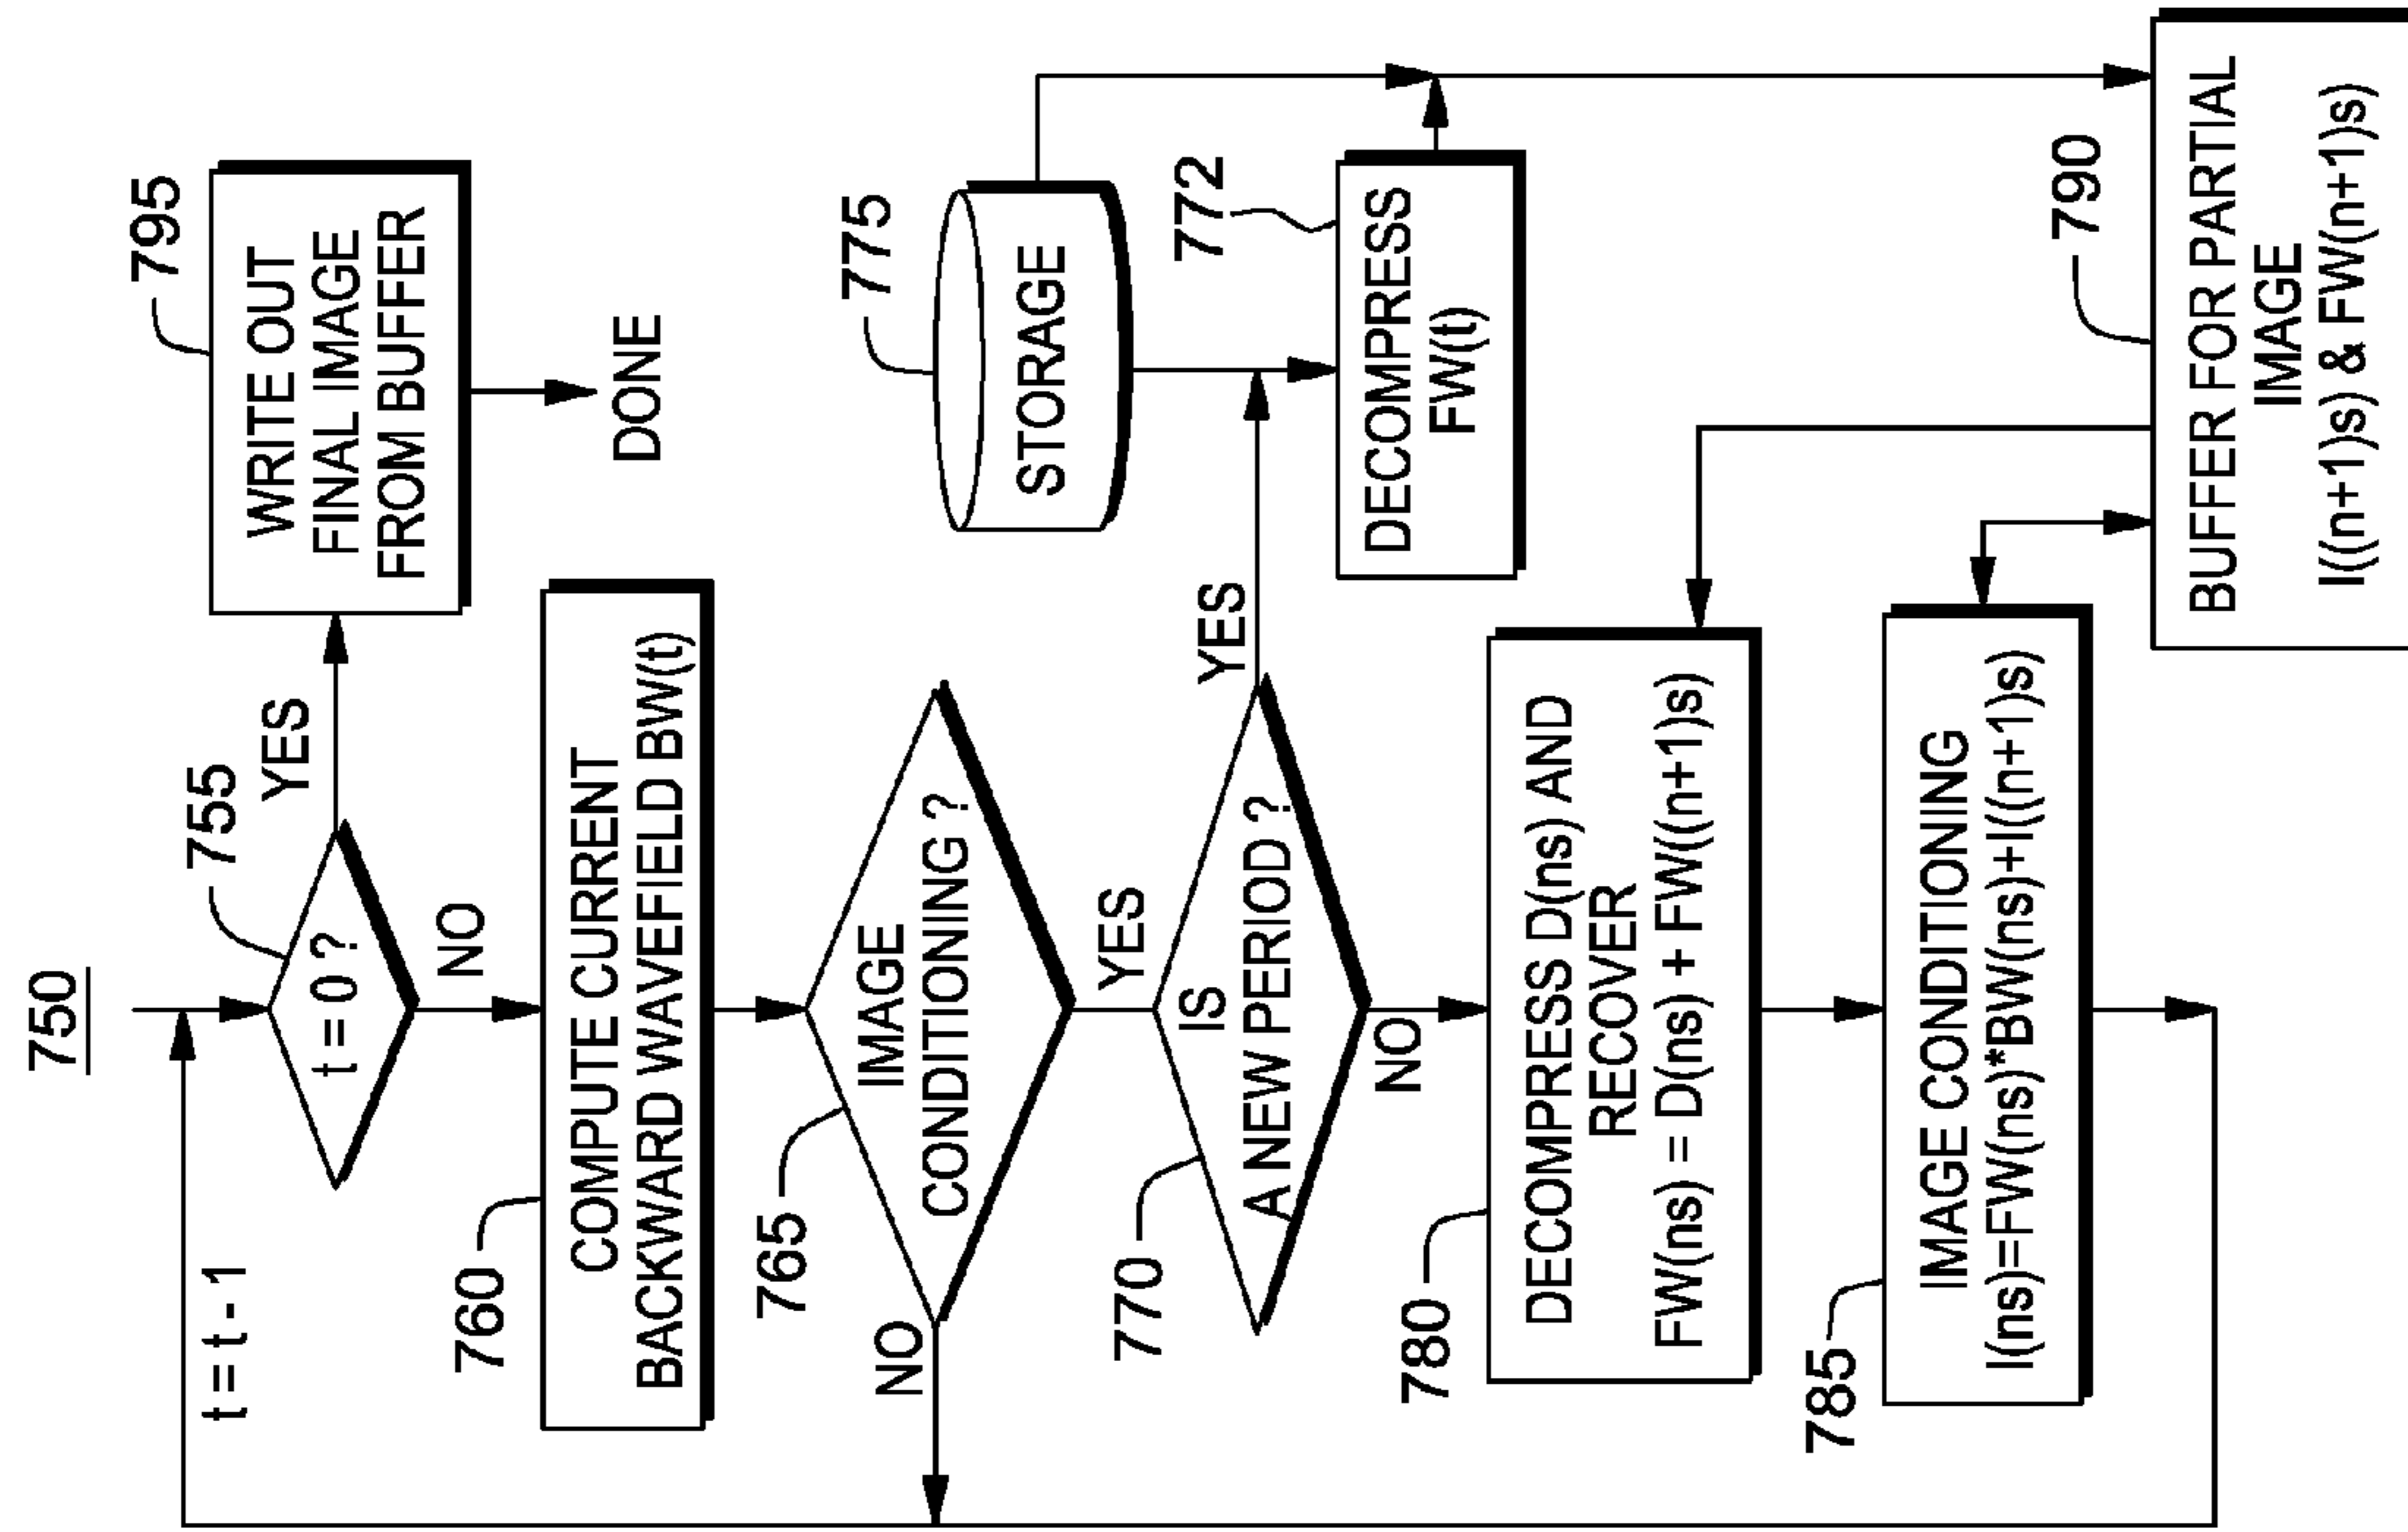 750
t = t - 1
755
t = 0 ?
YES
NO
795
WRITE OUT
FINAL IMAGE
FROM BUFFER
DONE
760
COMPUTE CURRENT
BACKWARD WAVEFIELD BW(t)
765
IMAGE
CONDITIONING ?
NO
YES
775
STORAGE
770
IS
A NEW PERIOD ?
YES
NO
772
DECOMPRESS
FW(t)
780
DECOMPRESS D(ns) AND
RECOVER
FW(ns) = D(ns) + FW((n+1)s)
785
IMAGE CONDITIONING
I(ns)=FW(ns)*BW(ns)+I((n+1)s)
790
BUFFER FOR PARTIAL
IMAGE
I((n+1)s) & FW(n+1)s)